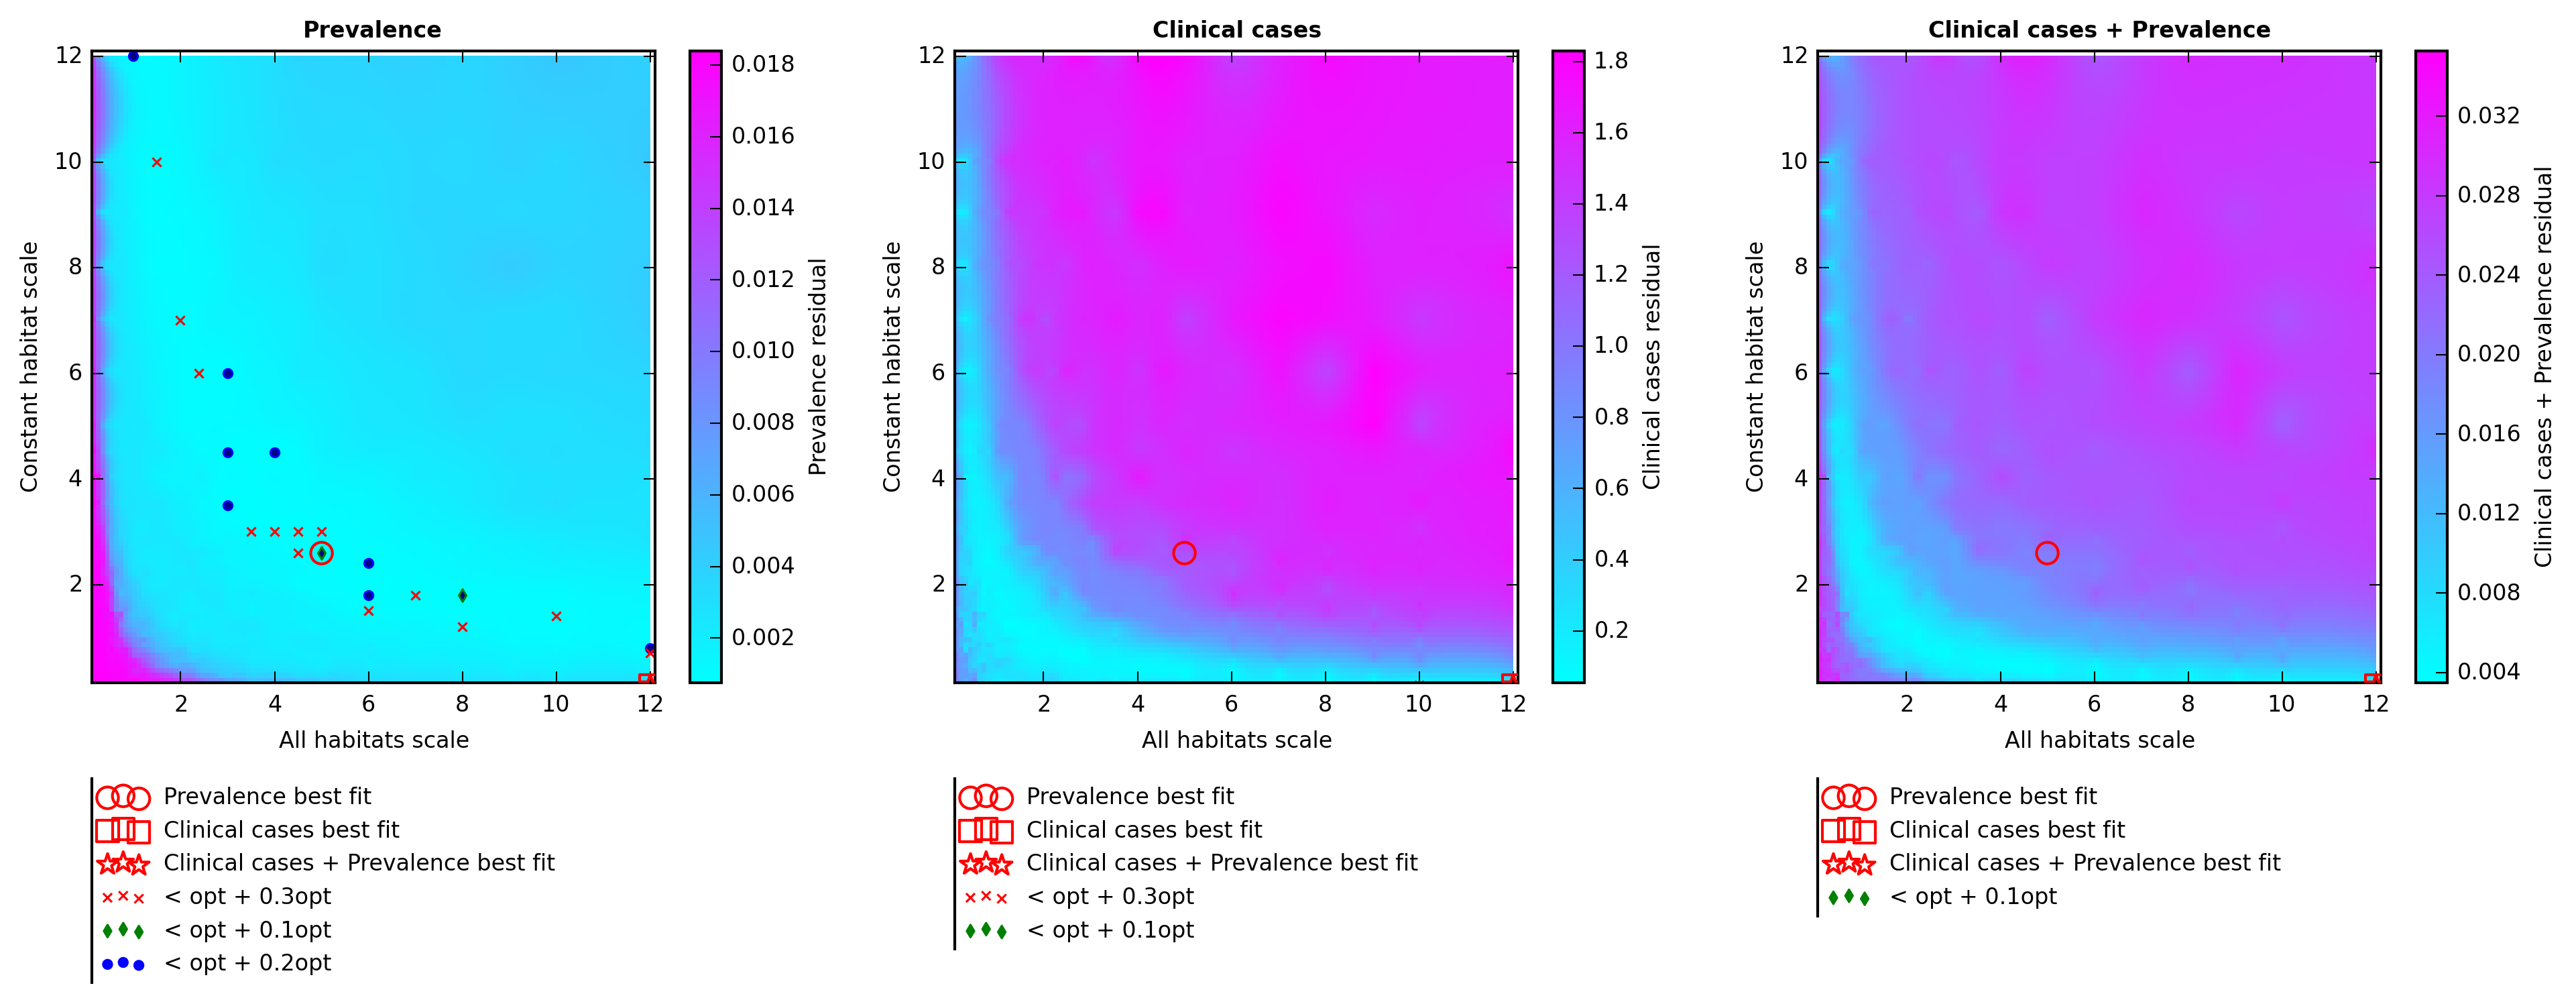 Prevalence
12
10
8
6
4
2
2
4
6
8
10
12
Constant habitat scale
All habitats scale
0.018
0.016
0.014
0.012
0.010
0.008
0.006
0.004
0.002
Prevalence residual
Prevalence best fit
Clinical cases best fit
Clinical cases + Prevalence best fit
< opt + 0.3opt
< opt + 0.1opt
< opt + 0.2opt
Clinical cases
12
10
8
6
4
2
2
4
6
8
10
12
Constant habitat scale
All habitats scale
1.8
1.6
1.4
1.2
1.0
0.8
0.6
0.4
0.2
Clinical cases residual
Prevalence best fit
Clinical cases best fit
Clinical cases + Prevalence best fit
< opt + 0.3opt
< opt + 0.1opt
Clinical cases + Prevalence
12
10
8
6
4
2
2
4
6
8
10
12
Constant habitat scale
All habitats scale
0.032
0.028
0.024
0.020
0.016
0.012
0.008
0.004
Clinical cases + Prevalence residual
Prevalence best fit
Clinical cases best fit
Clinical cases + Prevalence best fit
< opt + 0.1opt